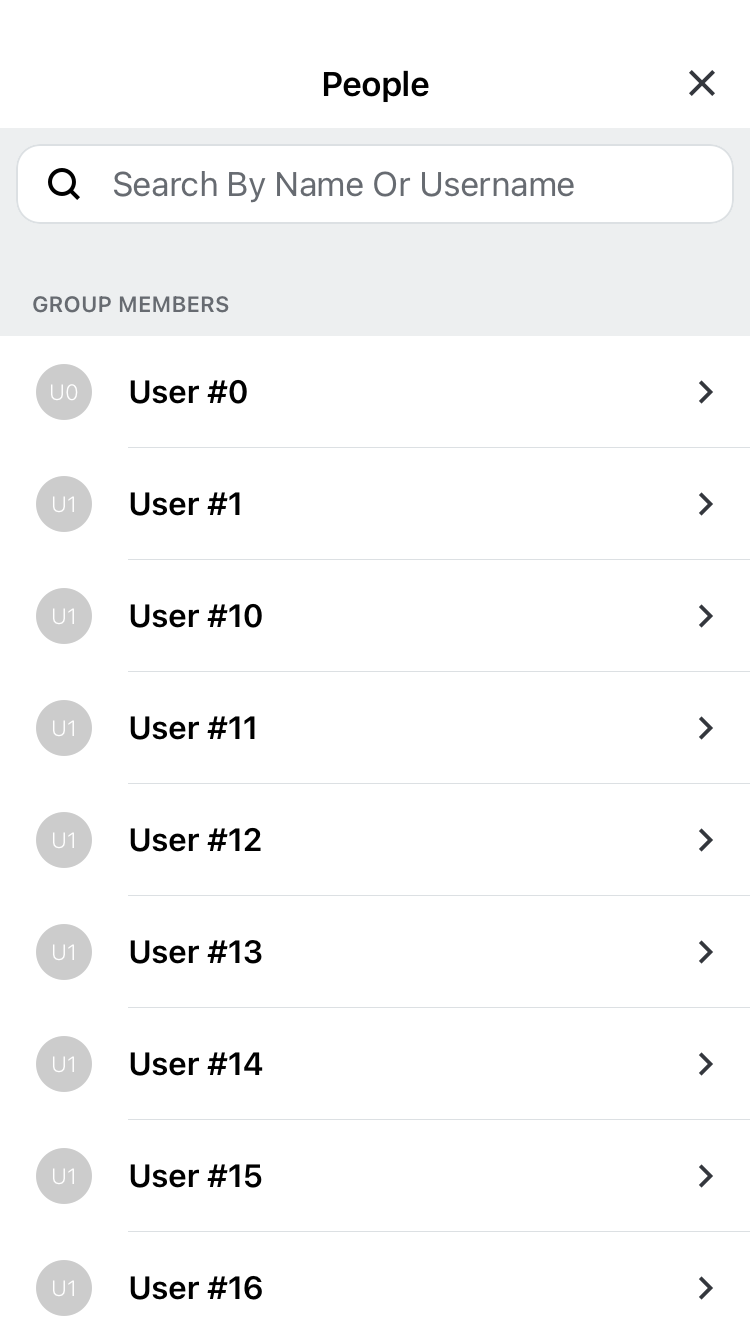 People
Search By Name Or Username
GROUP MEMBERS
U0 User #0
U1 User #1
U1 User #10
U1 User #11
U1 User #12
U1 User #13
U1 User #14
U1 User #15
U1 User #16